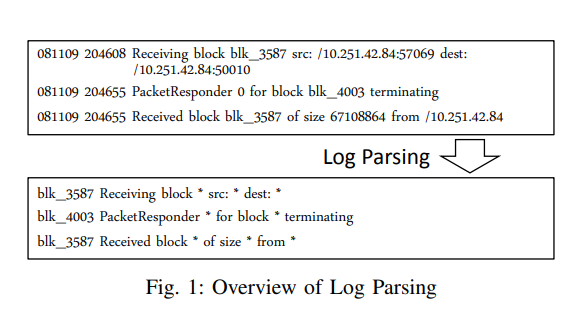 081109 204608 Receiving block blk_3587 src: /10.251.42.84:57069 dest:
/10.251.42.84:50010
081109 204655 PacketResponder 0 for block blk_4003 terminating
081109 204655 Received block blk_3587 of size 67108864 from /10.251.42.84
Log Parsing
blk_3587 Receiving block * src: * dest: *
blk_4003 PacketResponder * for block * terminating
blk_3587 Received block * of size * from *
Fig. 1: Overview of Log Parsing